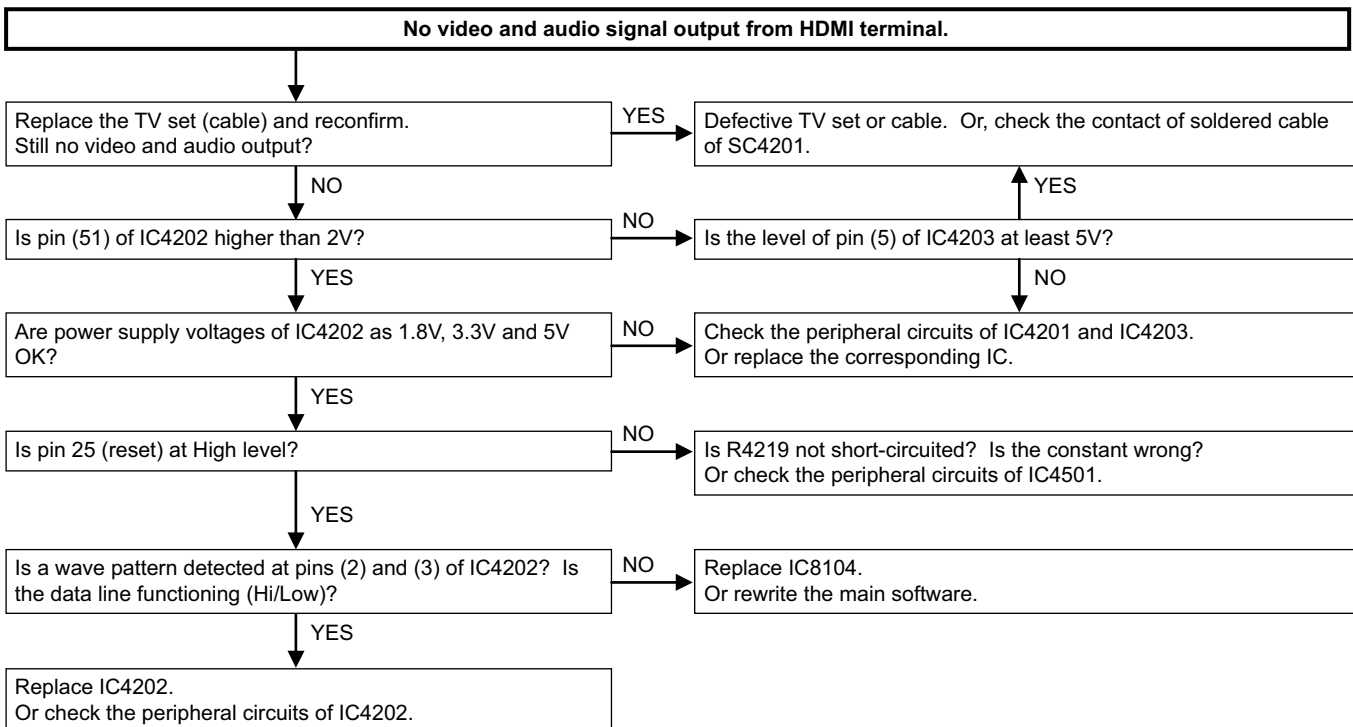 No video and audio signal output from HDMI terminal.
Replace the TV set (cable) and reconfirm.
Still no video and audio output?
YES
Defective TV set or cable. Or, check the contact of soldered cable
of SC4201.
NO
YES
Is pin (51) of IC4202 higher than 2V?
NO
Is the level of pin (5) of IC4203 at least 5V?
YES
NO
Are power supply voltages of IC4202 as 1.8V, 3.3V and 5V
OK?
NO
Check the peripheral circuits of IC4201 and IC4203.
Or replace the corresponding IC.
YES
Is pin 25 (reset) at High level?
NO
Is R4219 not short-circuited? Is the constant wrong?
Or check the peripheral circuits of IC4501.
YES
Is a wave pattern detected at pins (2) and (3) of IC4202? Is
the data line functioning (Hi/Low)?
NO
Replace IC8104.
Or rewrite the main software.
YES
Replace IC4202.
Or check the peripheral circuits of IC4202.